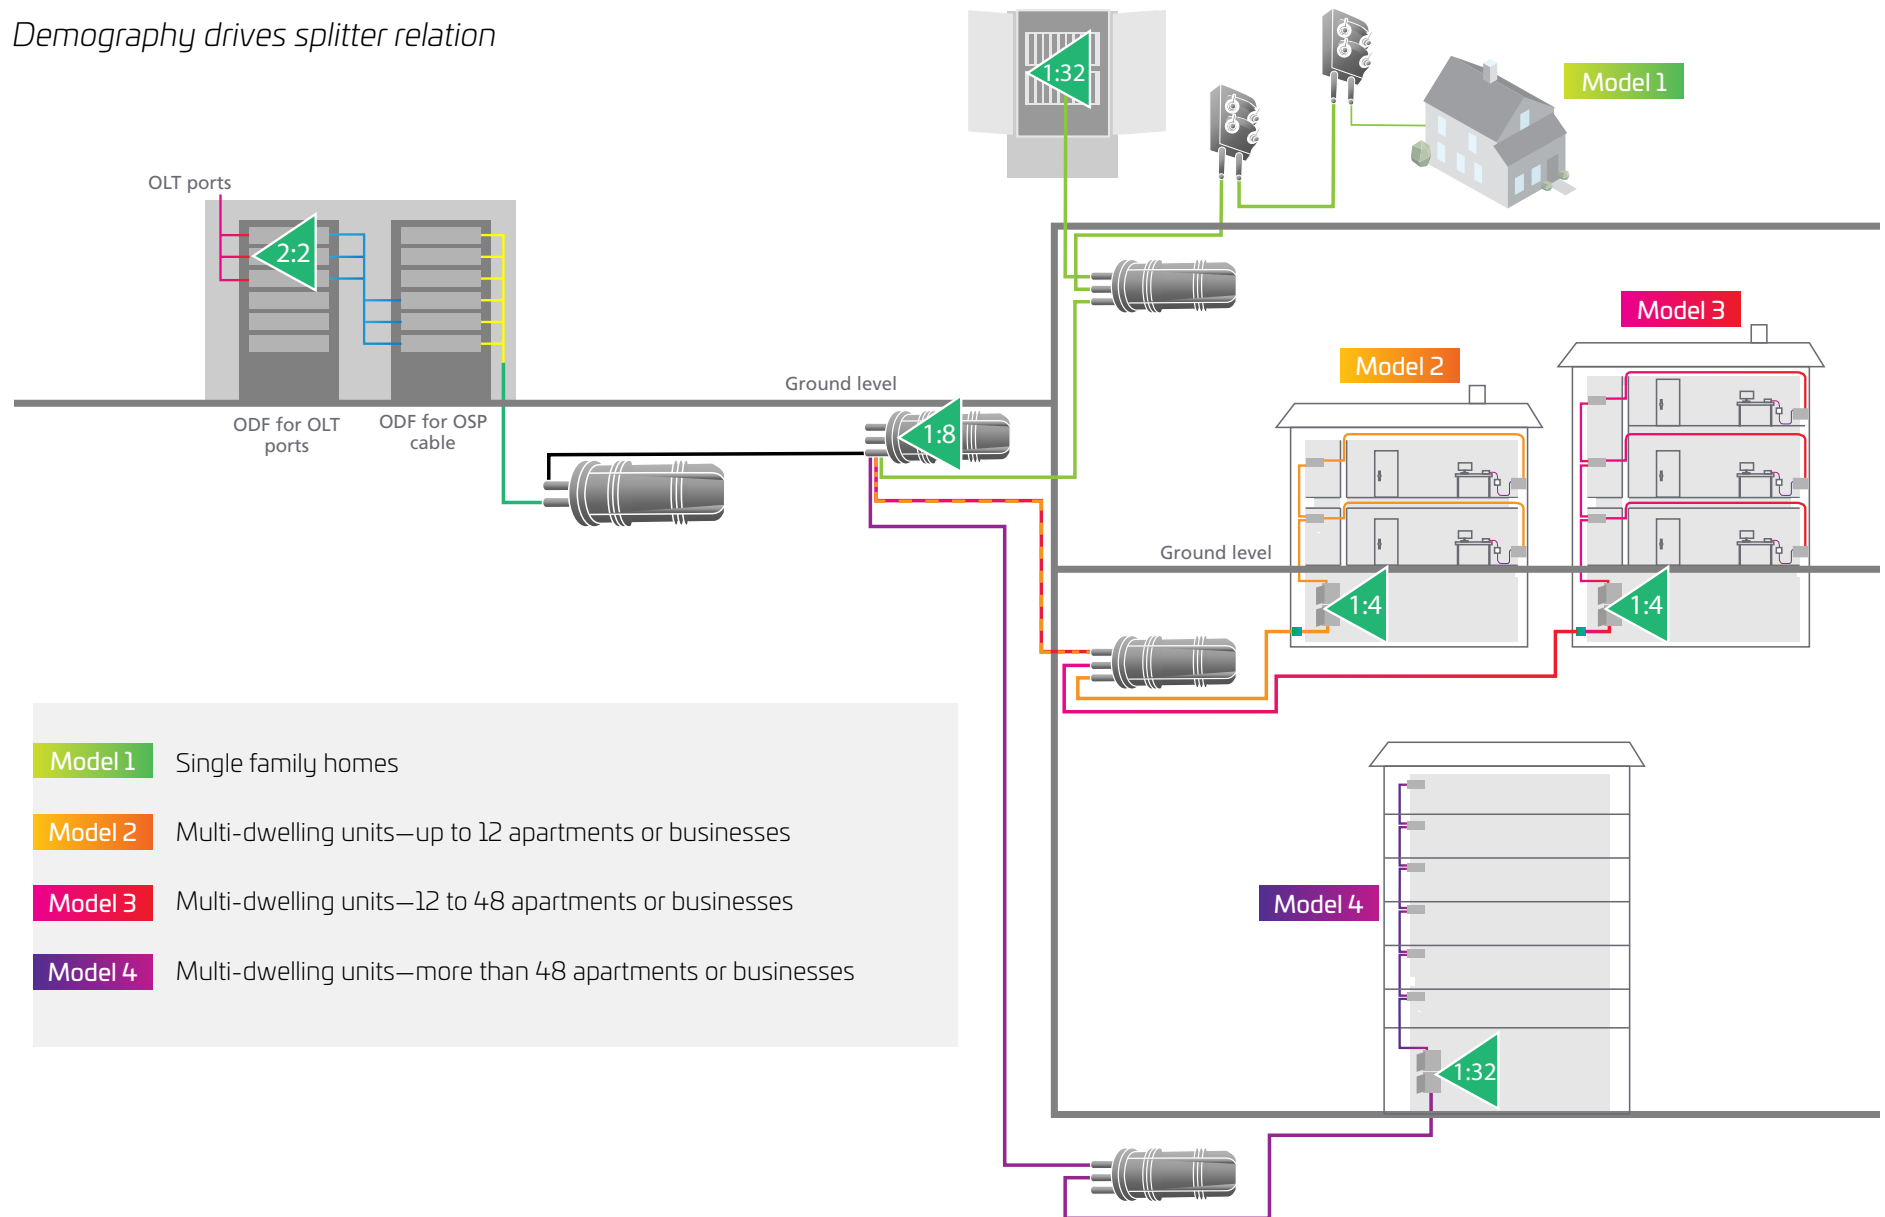 Demography drives splitter relation
1:32
Model 1
OLT ports
2:2
Model 3
Model 2
Ground level
ODF for OLT
ports
ODF for OSP
cable
1:8
Ground level
1:4
1:4
Model 1
Single family homes
Model 2
Multi-dwelling units—up to 12 apartments or businesses
Model 3
Multi-dwelling units—12 to 48 apartments or businesses
Model 4
Model 4
Multi-dwelling units—more than 48 apartments or businesses
1:32